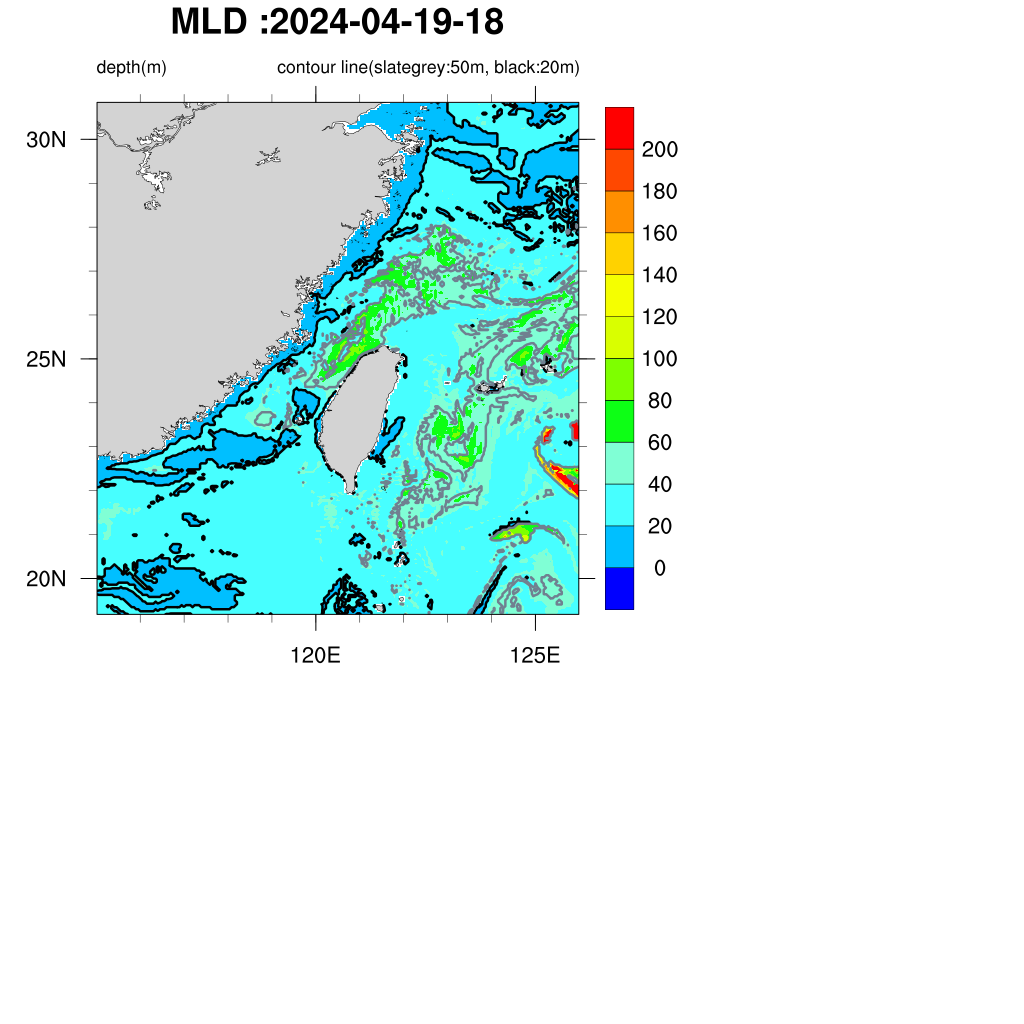 MLD :2024-04-19-18
depth(m)
contour line(slategrey:50m, black:20m)
30N
25N
20N
120E
125E
200
180
160
140
120
100
80
60
40
20
0